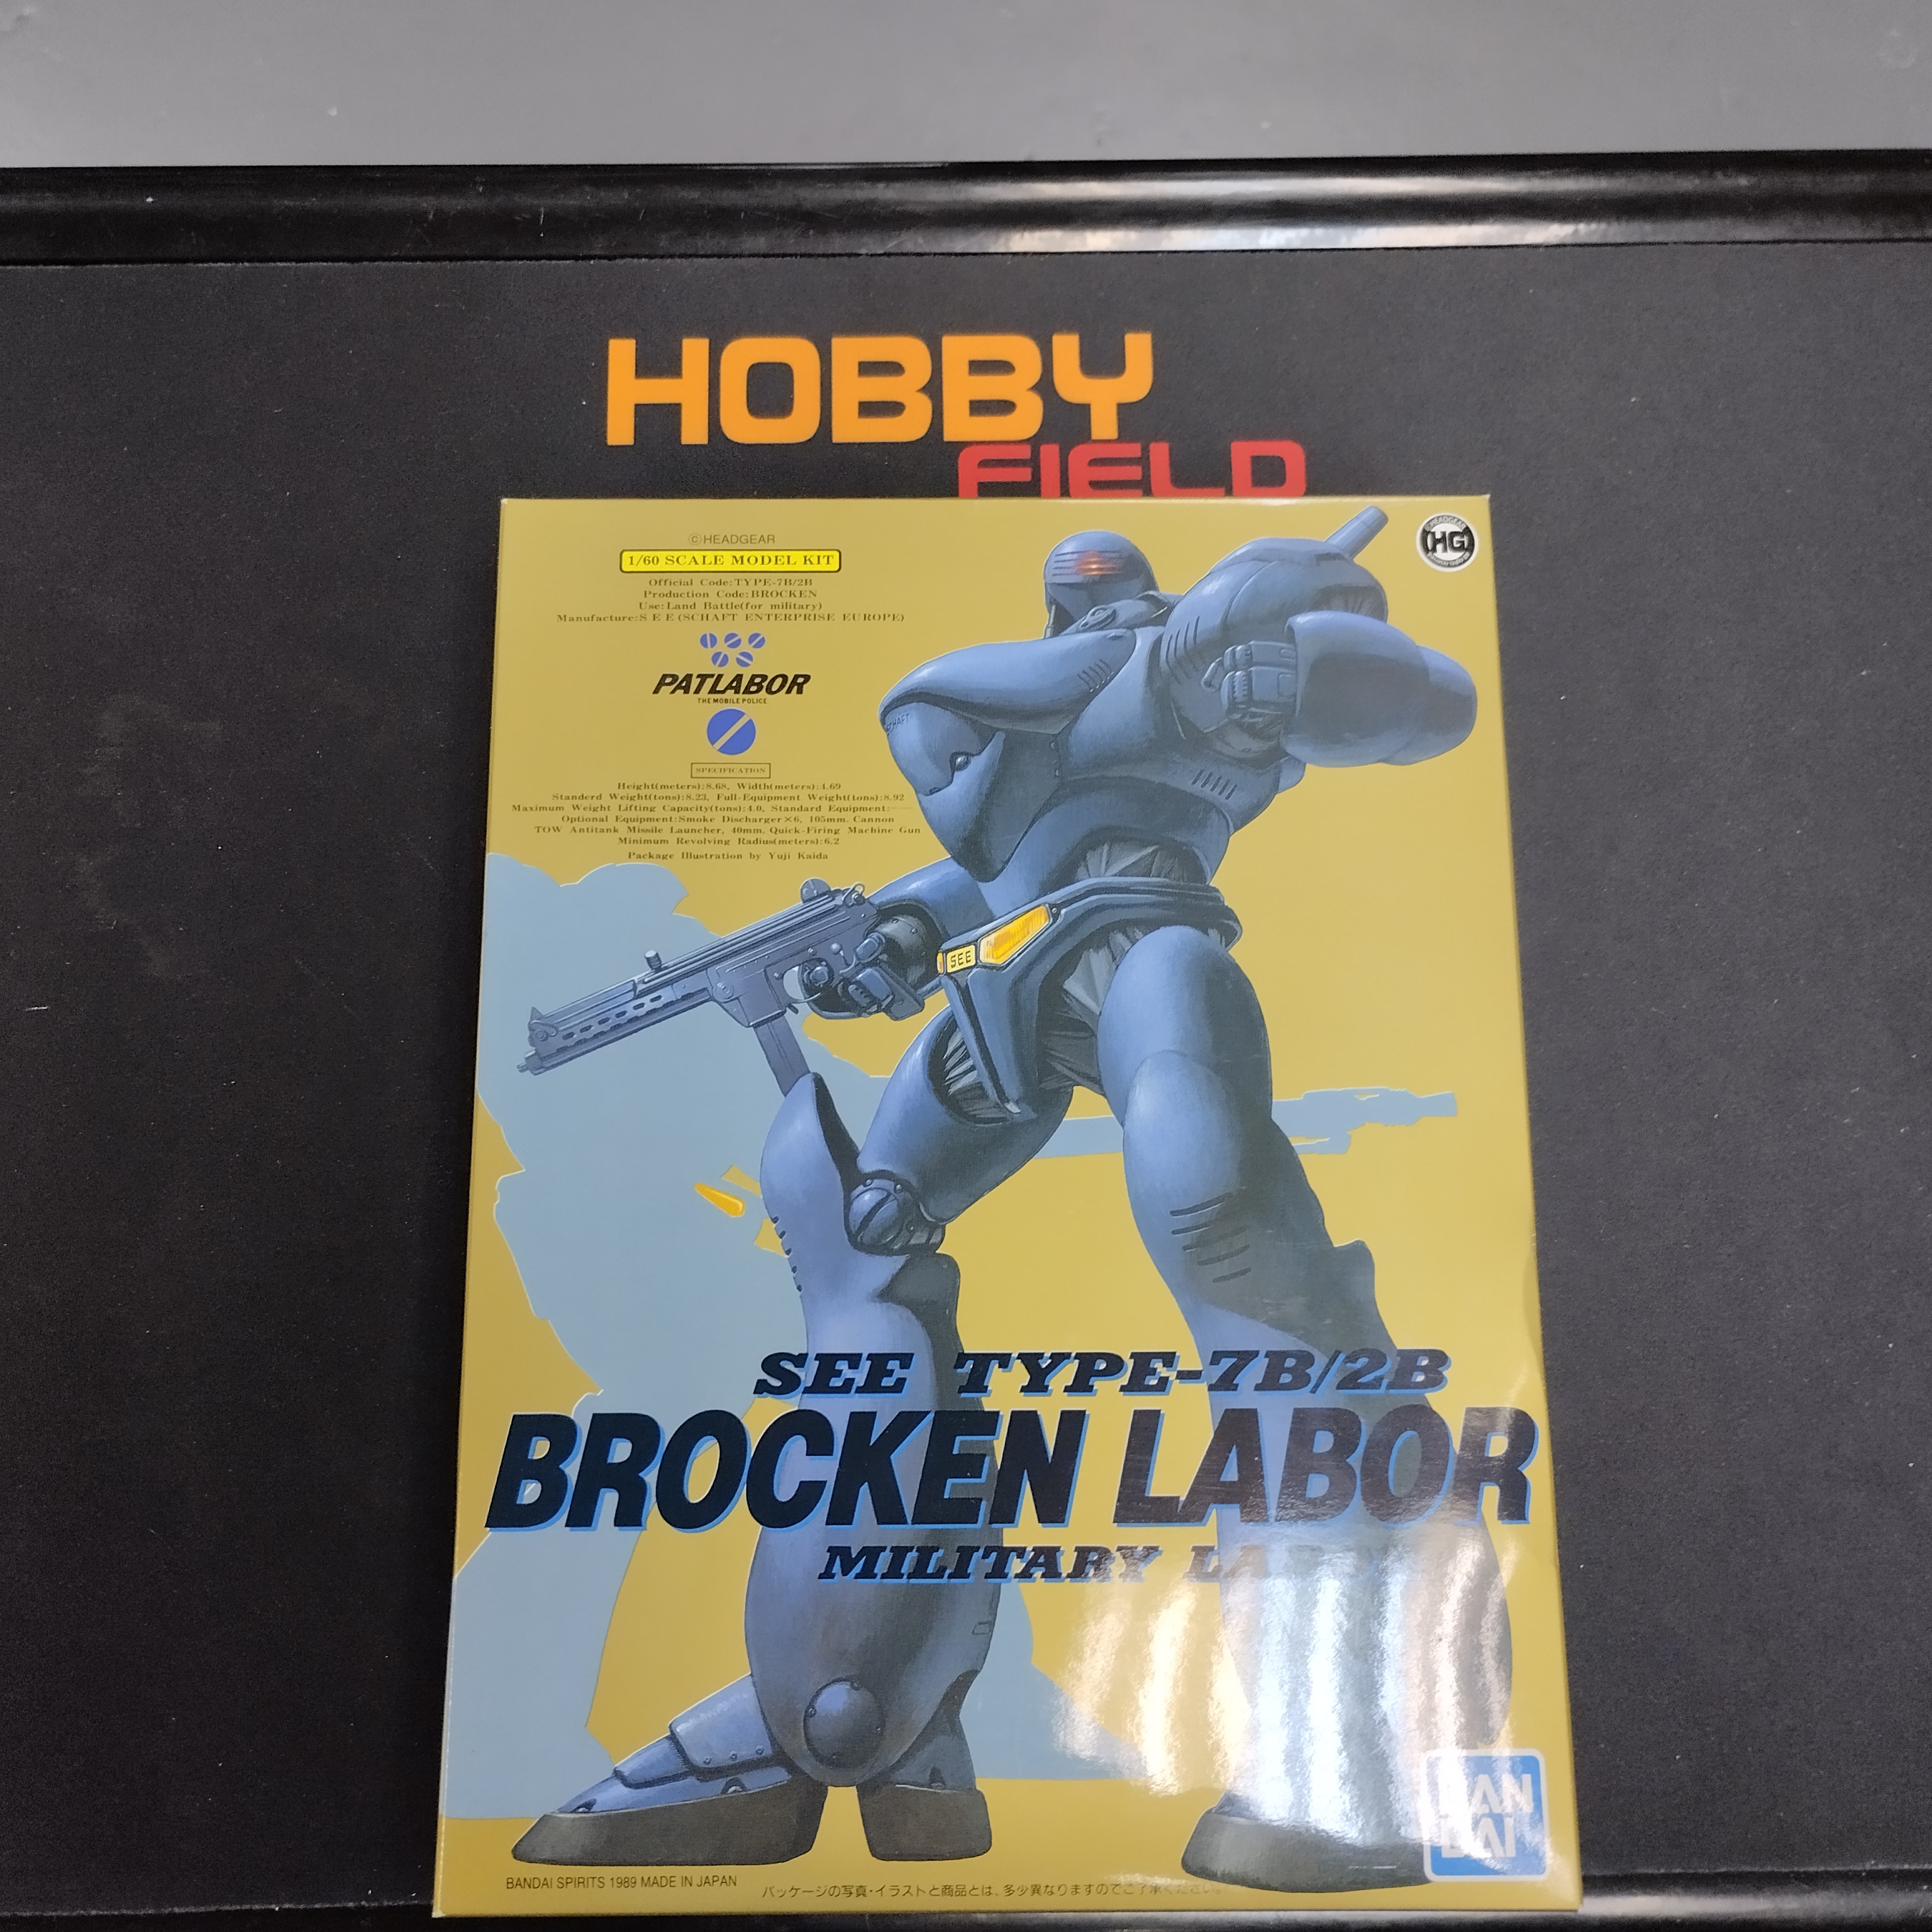 HOBBY
FIELD
©HEADGEAR
1/60 SCALE MODEL KIT
Official Code:TYPE-7B/2B
Production Code:BROCKEN
Use:Land Battle(for military)
Manufacture:S E E (SCHAFT ENTERPRISE EUROPE)
PATLABOR
THE MOBILE POLICE
SPECIFICATION
Height(meters):8.68, Width(meters):4.69
Standerd Weight(tons):8.23, Full-Equipment Weight(tons):8.92
Maximum Weight Lifting Capacity(tons):4.0, Standard Equipment:
Optional Equipment:Smoke Discharger×6, 105mm. Cannon
TOW Antitank Missile Launcher, 40mm. Quick-Firing Machine Gun
Minimum Revolving Radius(meters):6.2
Package Illustration by Yuji Kaida
HEADGEAR
HG
SCHAFT
SEE
SEE TYPE-7B/2B
BROCKEN LABOR
MILITARY LABOR
BAN
DAI
BANDAI SPIRITS 1989 MADE IN JAPAN
パッケージの写真・イラストと商品とは、多少異なりますのでご了承ください。